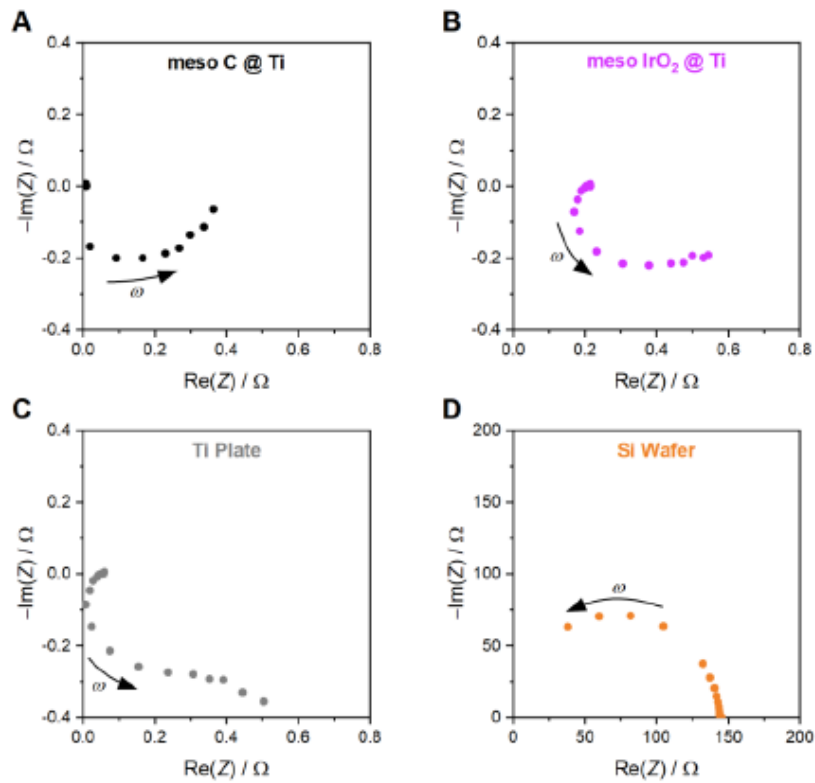 A
meso C @ Ti
0.4
0.2
0.0
-0.2
-0.4
−Im(Z) / Ω
ω
0.0 0.2 0.4 0.6 0.8
Re(Z) / Ω
B
meso IrO₂ @ Ti
0.4
0.2
0.0
-0.2
-0.4
−Im(Z) / Ω
ω
0.0 0.2 0.4 0.6 0.8
Re(Z) / Ω
C
Ti Plate
0.4
0.2
0.0
-0.2
-0.4
−Im(Z) / Ω
ω
0.0 0.2 0.4 0.6 0.8
Re(Z) / Ω
D
Si Wafer
200
150
100
50
0
−Im(Z) / Ω
ω
0 50 100 150 200
Re(Z) / Ω